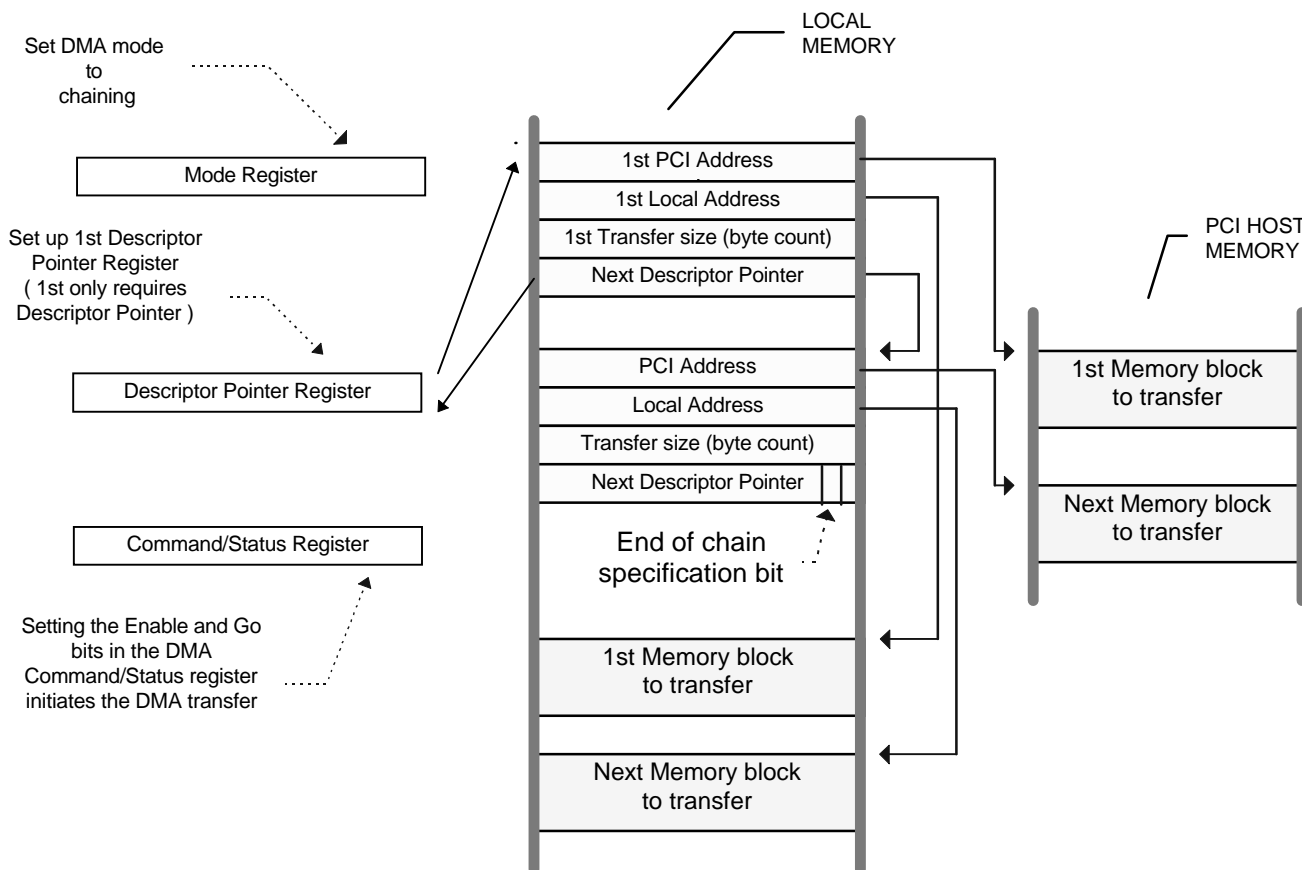 LOCAL
MEMORY
Set DMA mode
to
chaining
Mode Register
Set up 1st Descriptor
Pointer Register
( 1st only requires
Descriptor Pointer )
Descriptor Pointer Register
Command/Status Register
Setting the Enable and Go
bits in the DMA
Command/Status register
initiates the DMA transfer
1st PCI Address
1st Local Address
1st Transfer size (byte count)
Next Descriptor Pointer
PCI Address
Local Address
Transfer size (byte count)
Next Descriptor Pointer
End of chain
specification bit
1st Memory block
to transfer
Next Memory block
to transfer
PCI HOST
MEMORY
1st Memory block
to transfer
Next Memory block
to transfer